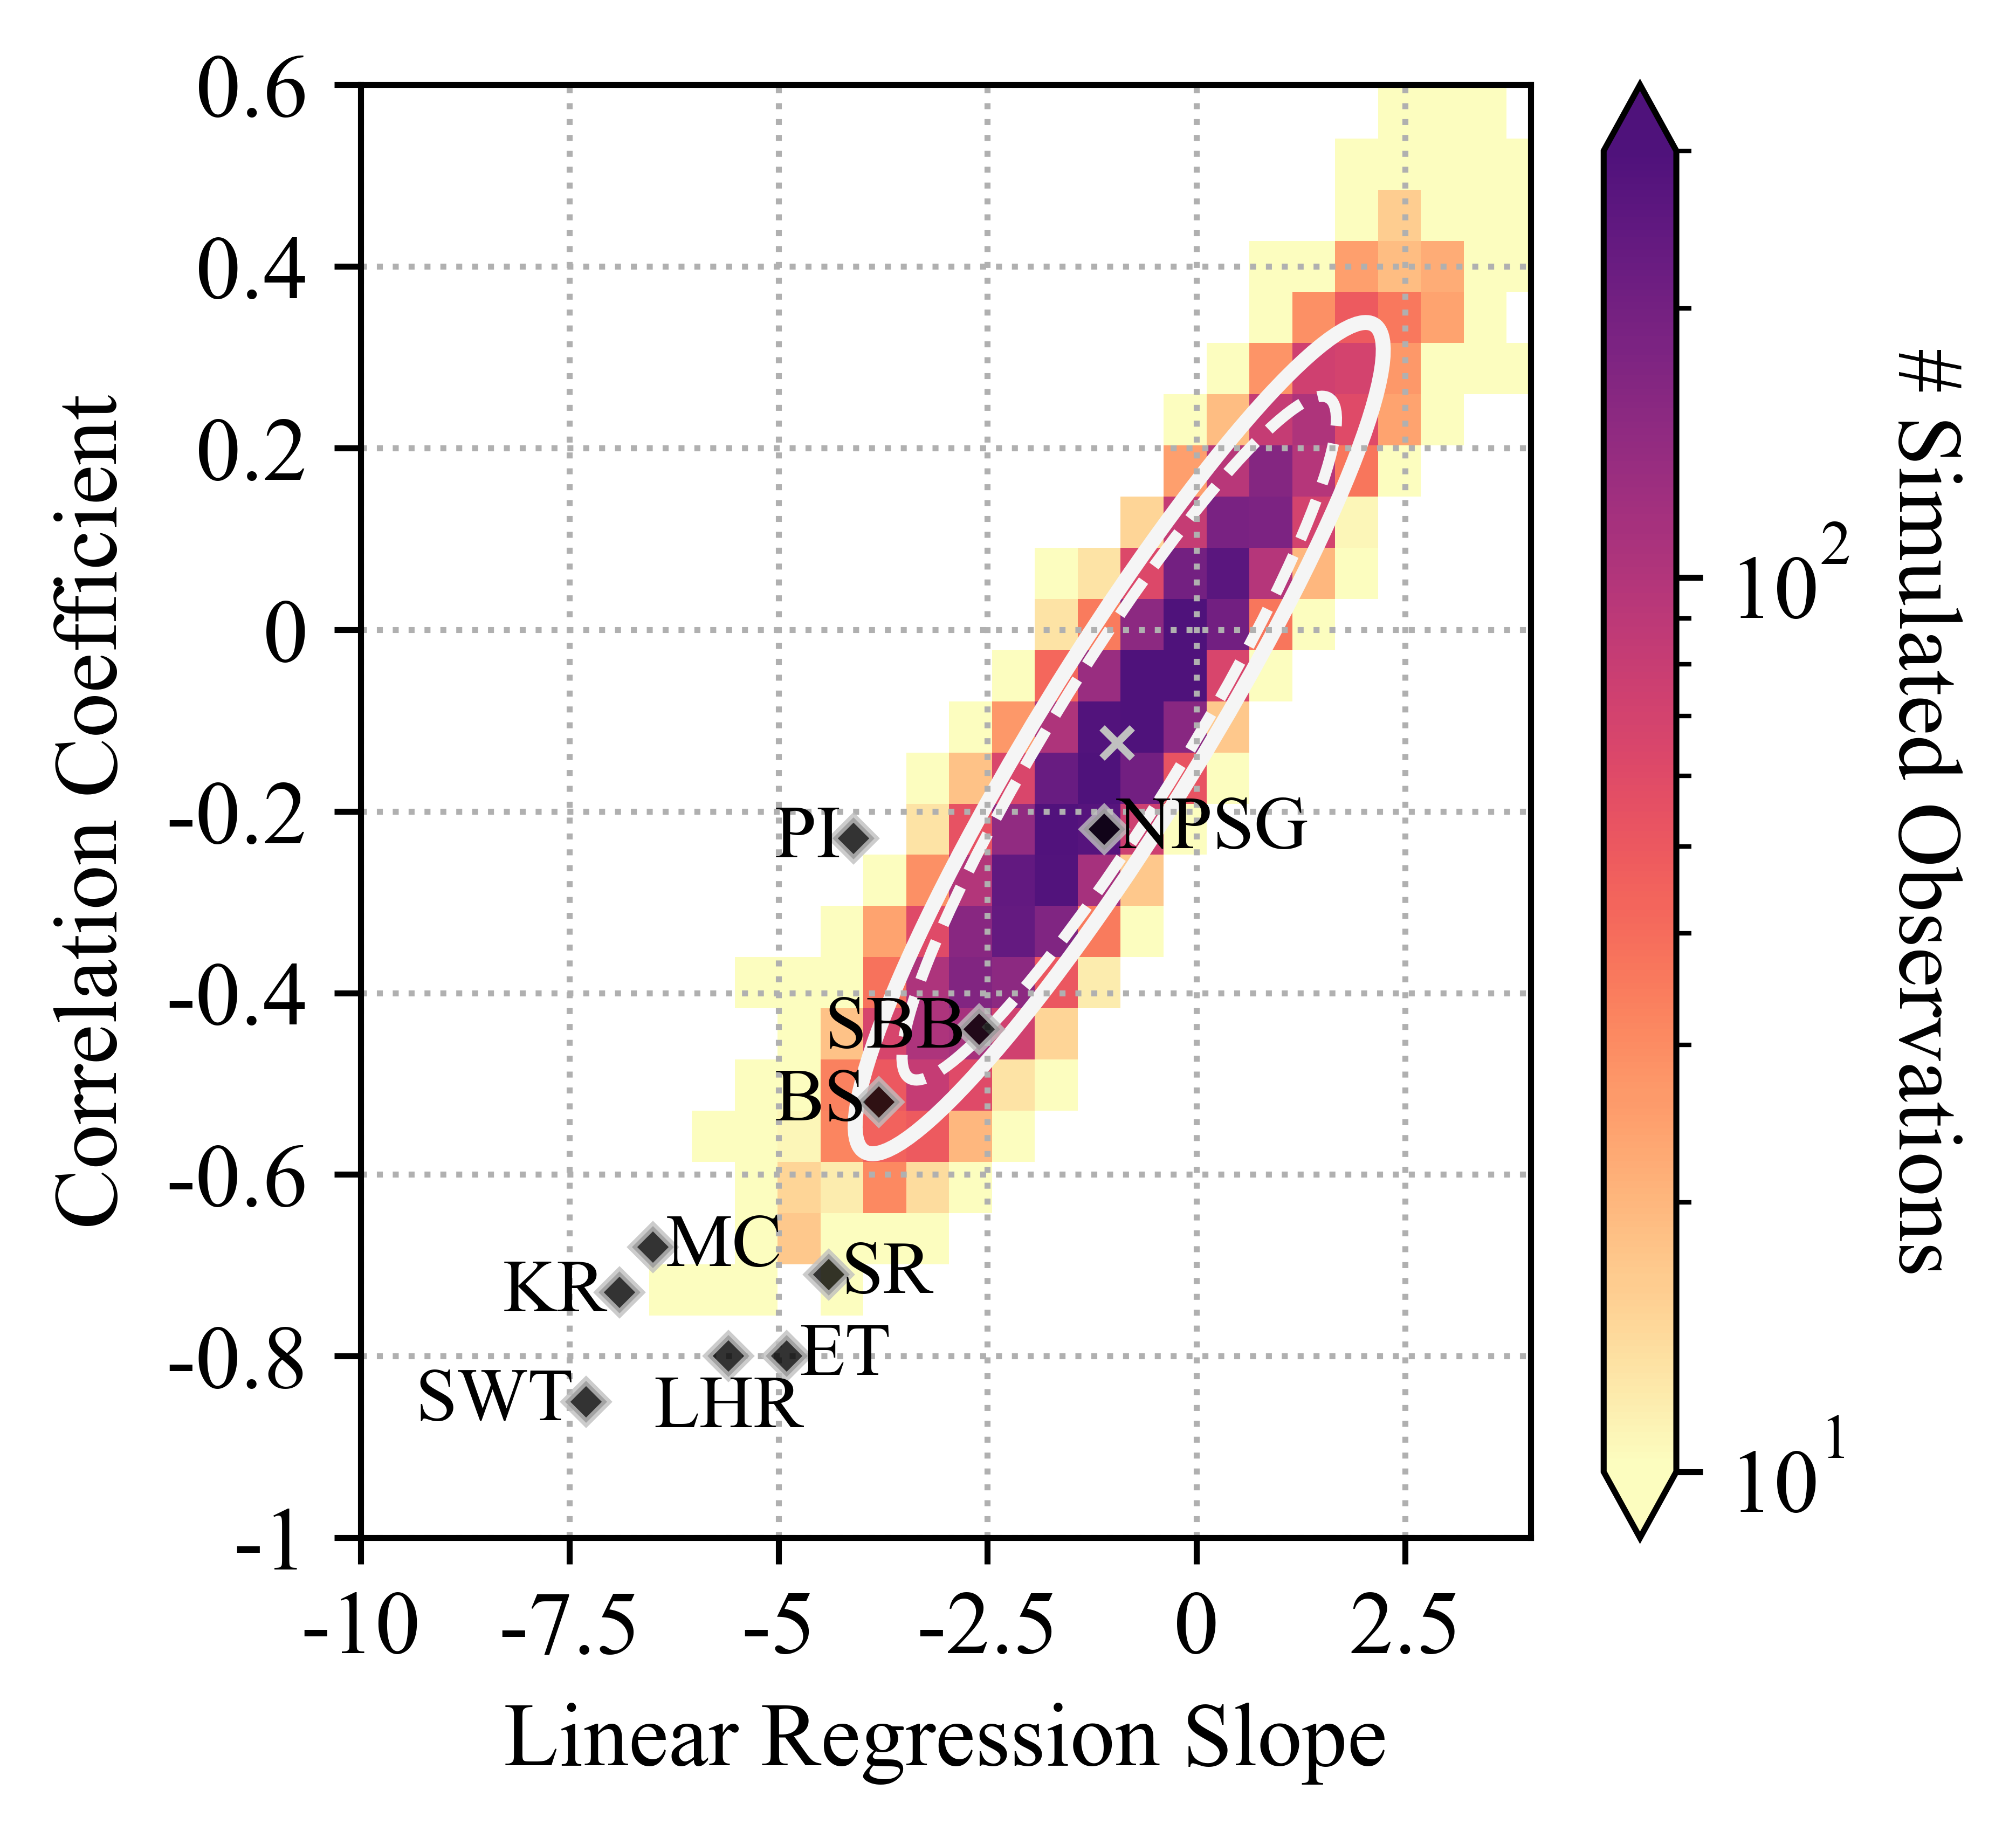 0.6
0.4
0.2
0
-0.2
-0.4
-0.6
-0.8
-1
Correlation Coefficient
PI
NPSG
SBB
BS
MC
KR
SR
ET
SWT
LHR
-10
-7.5
-5
-2.5
0
2.5
Linear Regression Slope
10²
10¹
# Simulated Observations